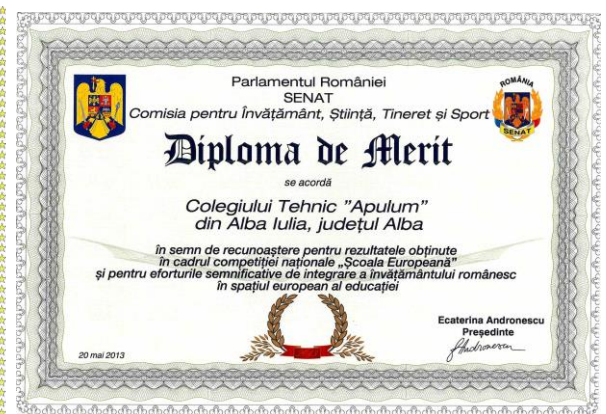 Parlamentul României
SENAT
Comisia pentru Învățământ, Știință, Tineret și Sport
ROMÂNIA
SENAT
Diploma de Merit
se acordă
Colegiului Tehnic "Apulum"
din Alba Iulia, județul Alba
în semn de recunoaștere pentru rezultatele obținute
în cadrul competiției naționale „Școala Europeană"
și pentru eforturile semnificative de integrare a învățământului românesc
în spațiul european al educației
Ecaterina Andronescu
Președinte
20 mai 2013